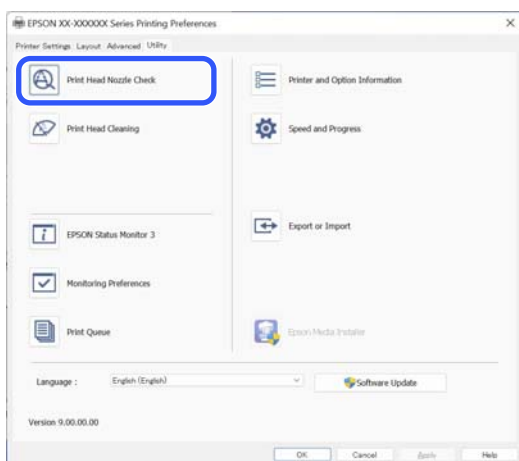 EPSON XX-XXXXXX Series Printing Preferences
Printer Settings Layout Advanced Utility
Print Head Nozzle Check
Printer and Option Information
Print Head Cleaning
Speed and Progress
EPSON Status Monitor 3
Export or Import
Monitoring Preferences
Print Queue
Epson Media Installer
Language :
English (English)
Software Update
Version 9.00.00.00
OK Cancel Apply Help